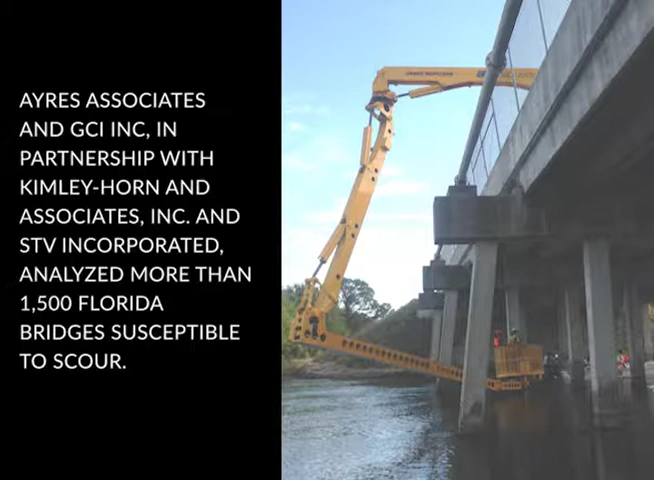 AYRES ASSOCIATES
AND GCI INC, IN
PARTNERSHIP WITH
KIMLEY-HORN AND
ASSOCIATES, INC. AND
STV INCORPORATED,
ANALYZED MORE THAN
1,500 FLORIDA
BRIDGES SUSCEPTIBLE
TO SCOUR.